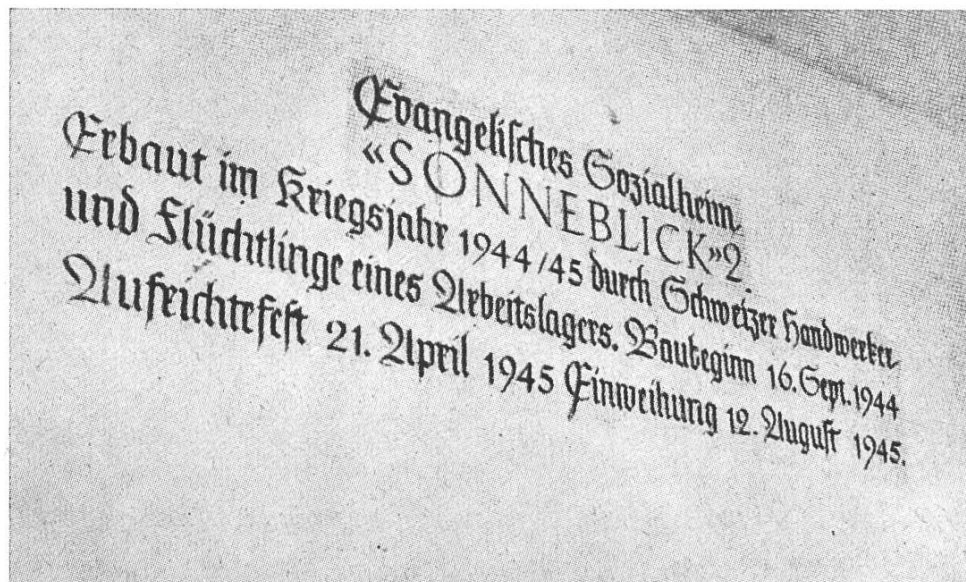 Evangelisches Sozialheim
«SONNEBLICK» 2.
Erbaut im Kriegsjahr 1944/45 durch Schweizer Handwerker
und Flüchtlinge eines Arbeitslagers. Baubeginn 16. Sept. 1944
Aufrichtefest 21. April 1945 Einweihung 12. August 1945.